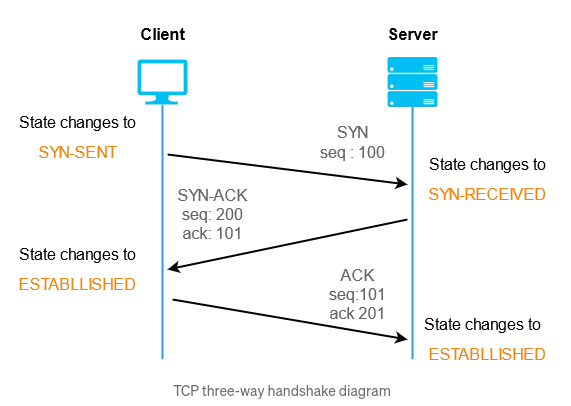 Client
Server
State changes to
SYN-SENT
SYN
seq : 100
State changes to
SYN-RECEIVED
SYN-ACK
seq: 200
ack: 101
State changes to
ESTABLLISHED
ACK
seq:101
ack 201
State changes to
ESTABLLISHED
TCP three-way handshake diagram